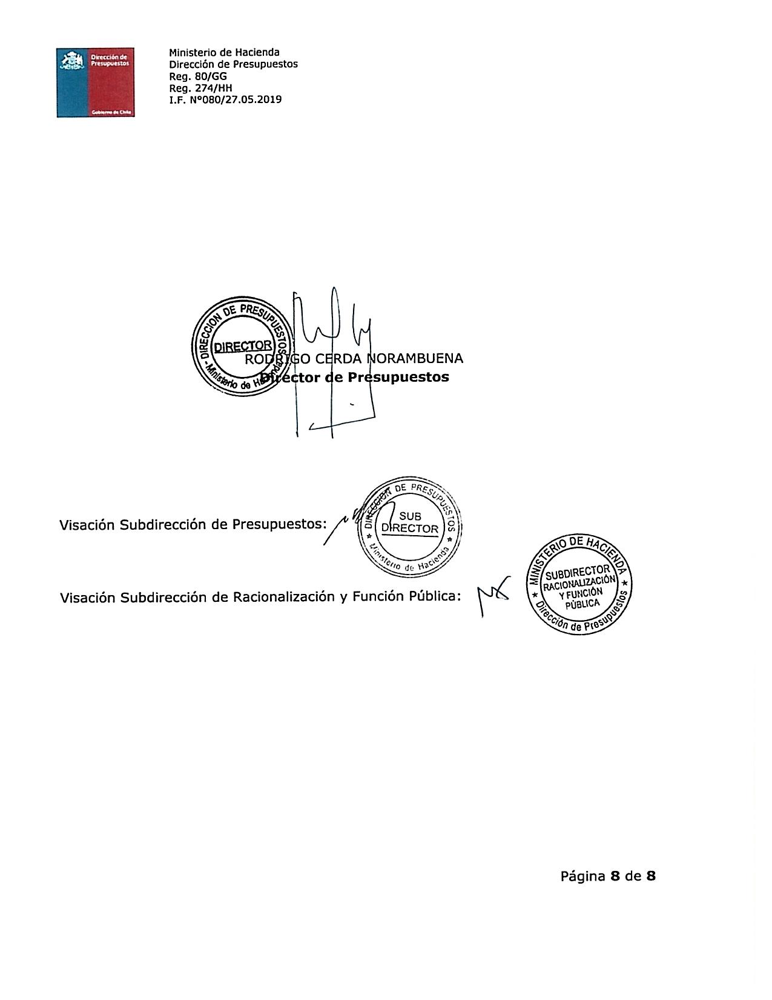 Dirección de
Presupuestos
Gobierno de Chile
Ministerio de Hacienda
Dirección de Presupuestos
Reg. 80/GG
Reg. 274/HH
I.F. N°080/27.05.2019
DIRECCION DE PRESUPUESTOS
DIRECTOR
Ministerio de Hacienda
RODRIGO CERDA NORAMBUENA
Director de Presupuestos
Visación Subdirección de Presupuestos:
DIRECCION DE PRESUPUESTOS
SUB
DIRECTOR
Ministerio de Hacienda
Visación Subdirección de Racionalización y Función Pública:
MINISTERIO DE HACIENDA
SUBDIRECTOR
RACIONALIZACIÓN
Y FUNCIÓN
PÚBLICA
Dirección de Presupuestos
Página 8 de 8